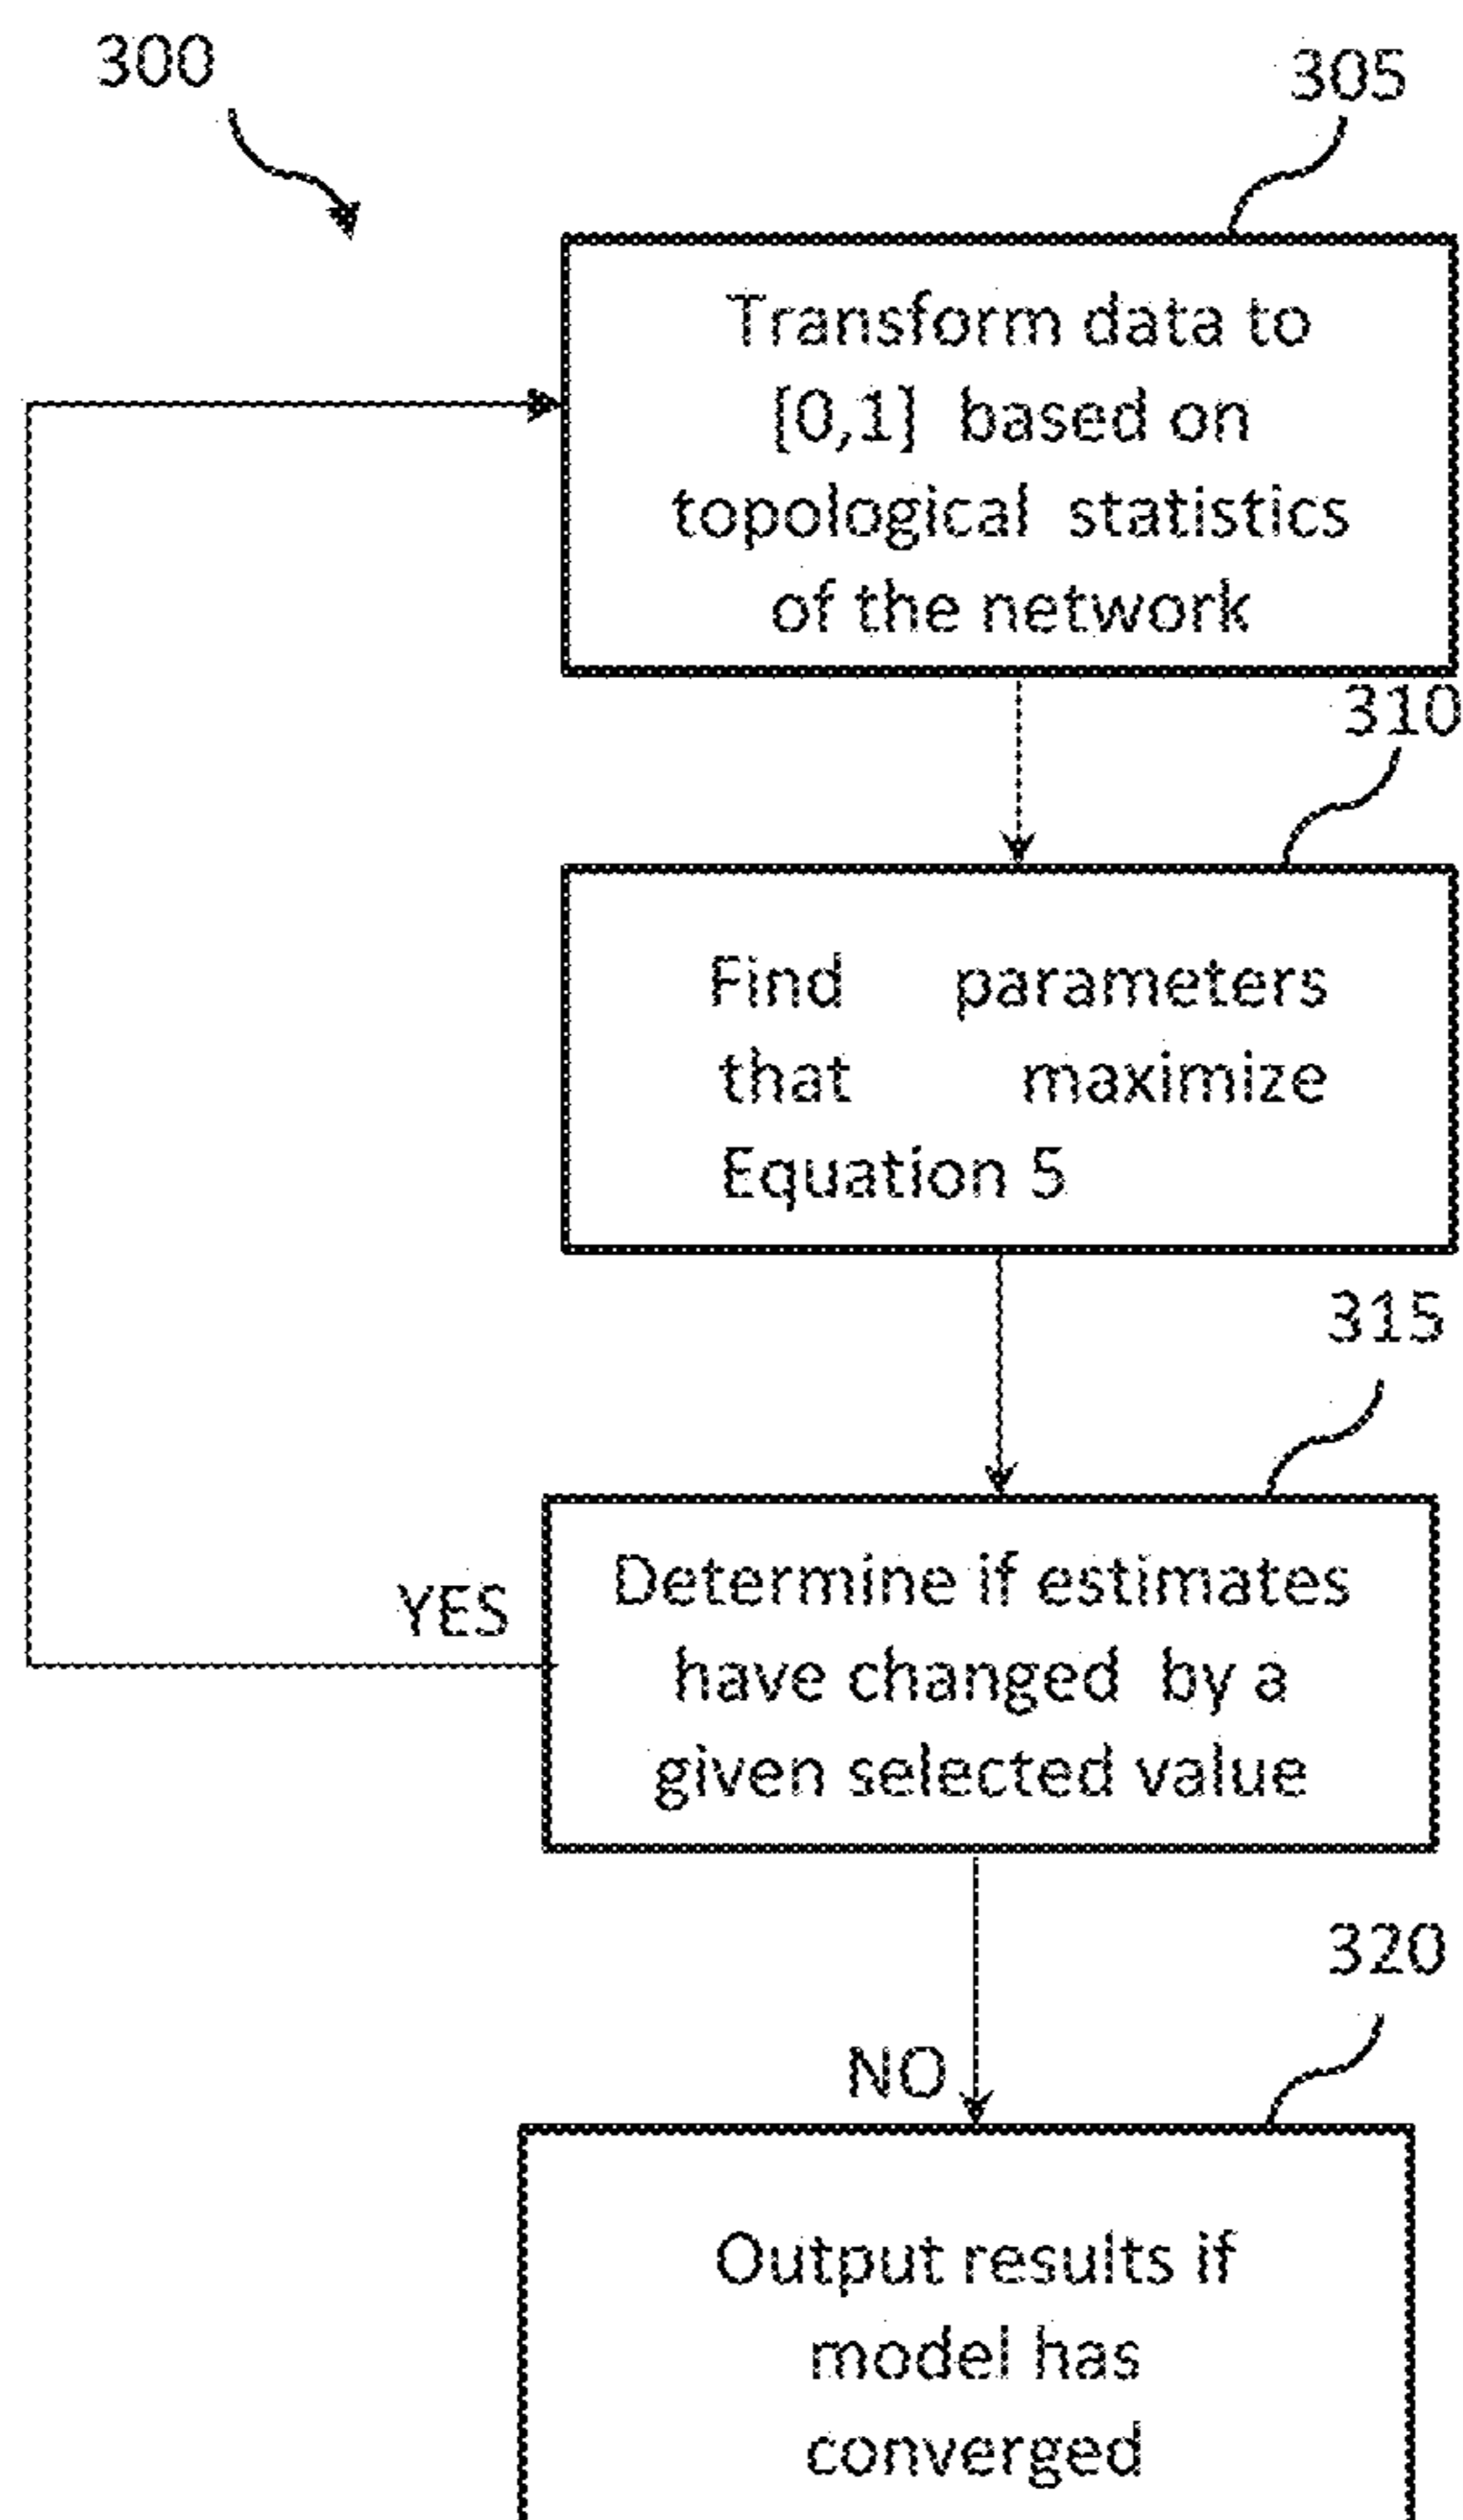 300
305
Transform data to
[0,1] based on
topological statistics
of the network
310
Find parameters
that maximize
Equation 5
315
Determine if estimates
have changed by a
given selected value
YES
320
NO
Output results if
model has
converged